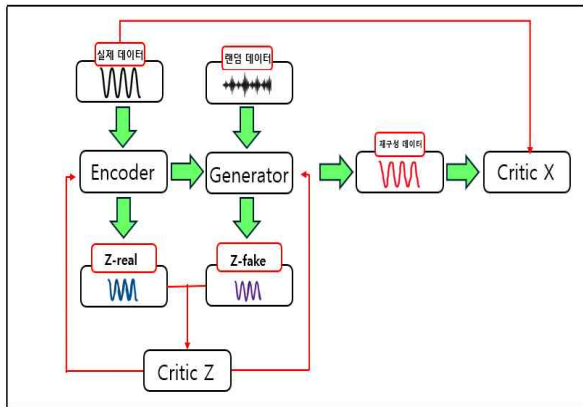 실제 데이터
랜덤 데이터
재구성 데이터
Encoder
Generator
Critic X
Z-real
Z-fake
Critic Z